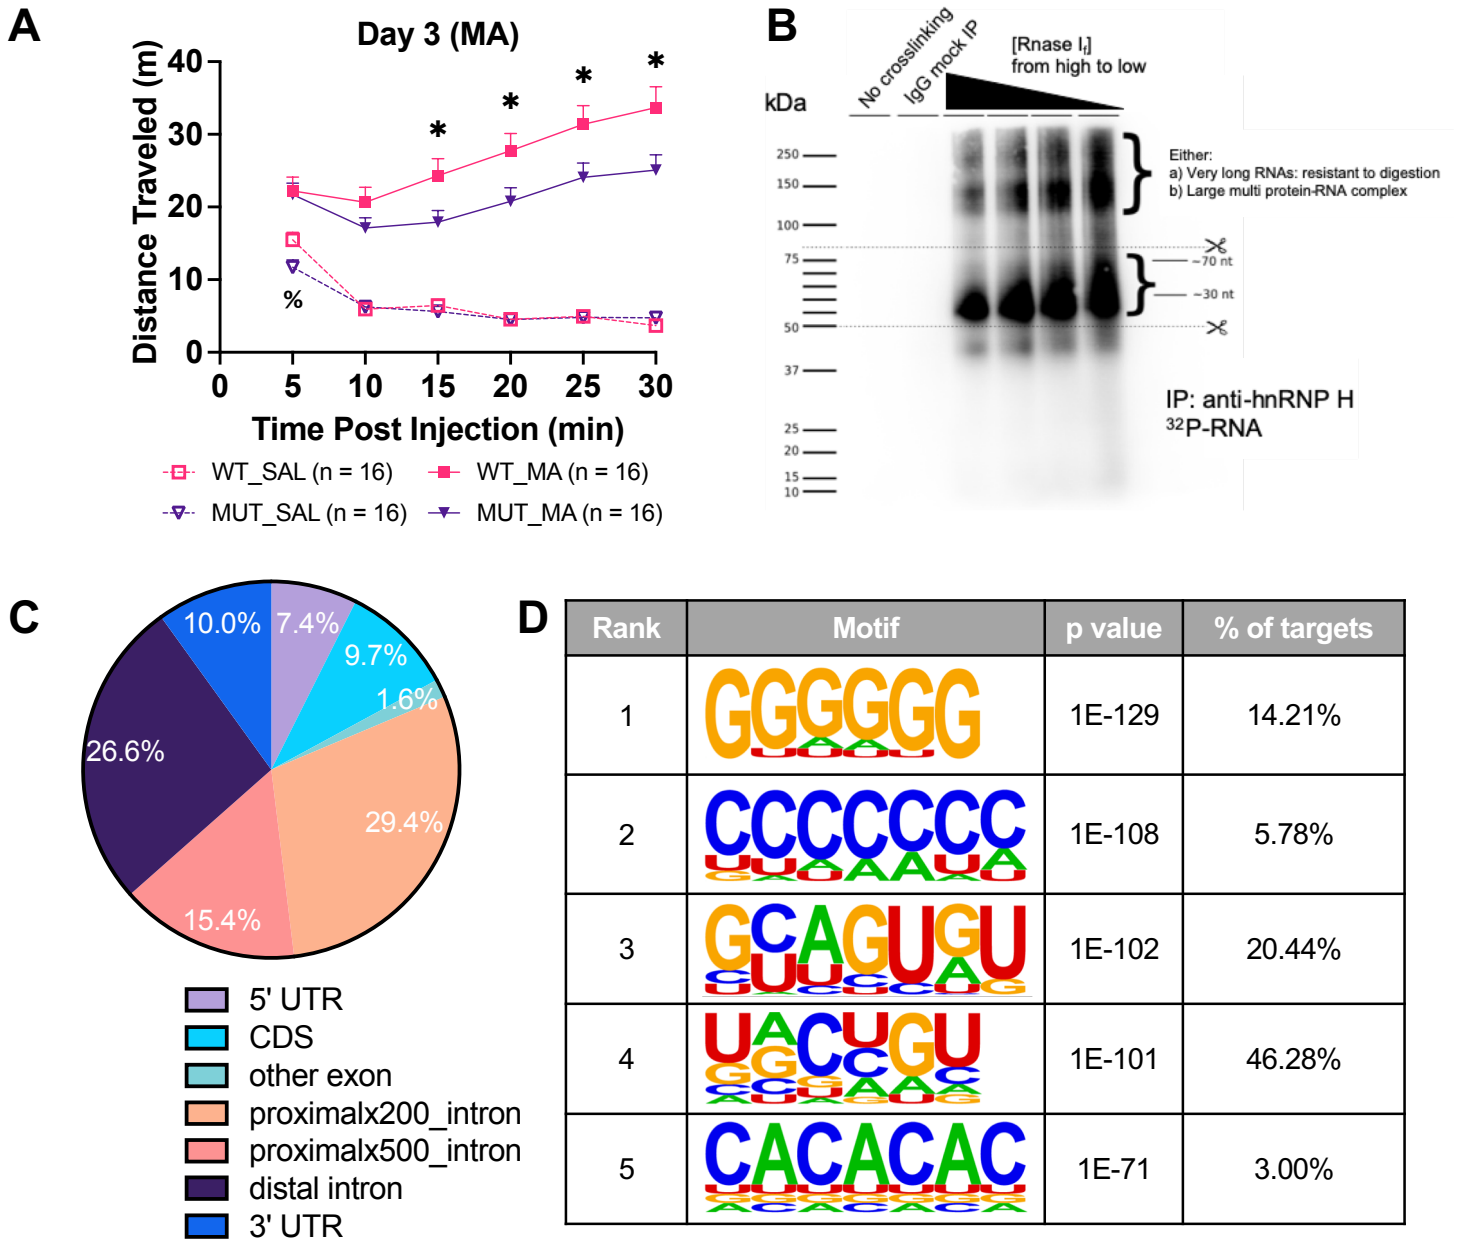 A
Day 3 (MA)
Distance Traveled (m)
40
30
20
10
0
*
*
*
*
%
0 5 10 15 20 25 30
Time Post Injection (min)
WT_SAL (n = 16)
WT_MA (n = 16)
MUT_SAL (n = 16)
MUT_MA (n = 16)
B
kDa
No crosslinking
IgG mock IP
[Rnase If]
from high to low
250
150
100
75
50
37
25
20
15
10
Either:
a) Very long RNAs: resistant to digestion
b) Large multi protein-RNA complex
~70 nt
~30 nt
IP: anti-hnRNP H
32P-RNA
C
10.0%
7.4%
9.7%
1.6%
26.6%
29.4%
15.4%
5' UTR
CDS
other exon
proximalx200_intron
proximalx500_intron
distal intron
3' UTR
D
Rank Motif p value % of targets
1 GGGGGG 1E-129 14.21%
2 CCCCCCC 1E-108 5.78%
3 GCAGUGU 1E-102 20.44%
4 UACUGU 1E-101 46.28%
5 CACACAC 1E-71 3.00%